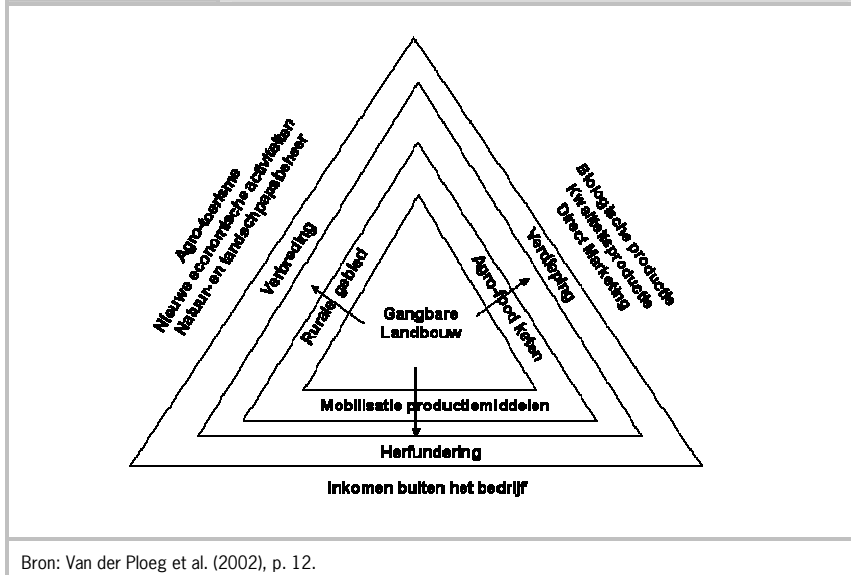 Agro-toerisme
Nieuwe economische activiteiten
Natuur- en landschapsbeheer
Verbreding
Ruraal gebied
Biologische productie
Kwaliteitsproductie
Direct Marketing
Verdieping
Agro-food keten
Gangbare
Landbouw
Mobilisatie productiemiddelen
Herfundering
Inkomen buiten het bedrijf
Bron: Van der Ploeg et al. (2002), p. 12.